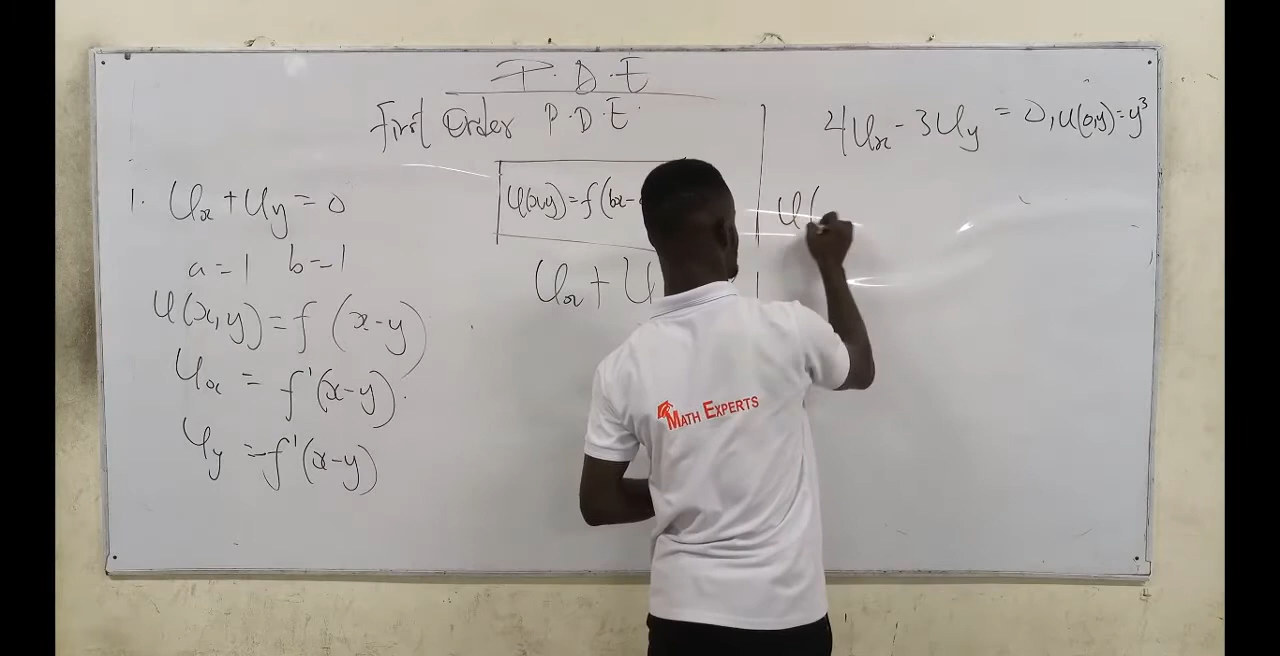 P.D.E
First Order P.D.E
1. Ux + Uy = 0
a = 1 b = 1
U(x,y) = f (x-y)
Ux = f'(x-y).
Uy = -f'(x-y)
U(x,y) = f(bx-
Ux + U
4Ux - 3Uy = 0, U(0,y) = y³
U(
MATH EXPERTS